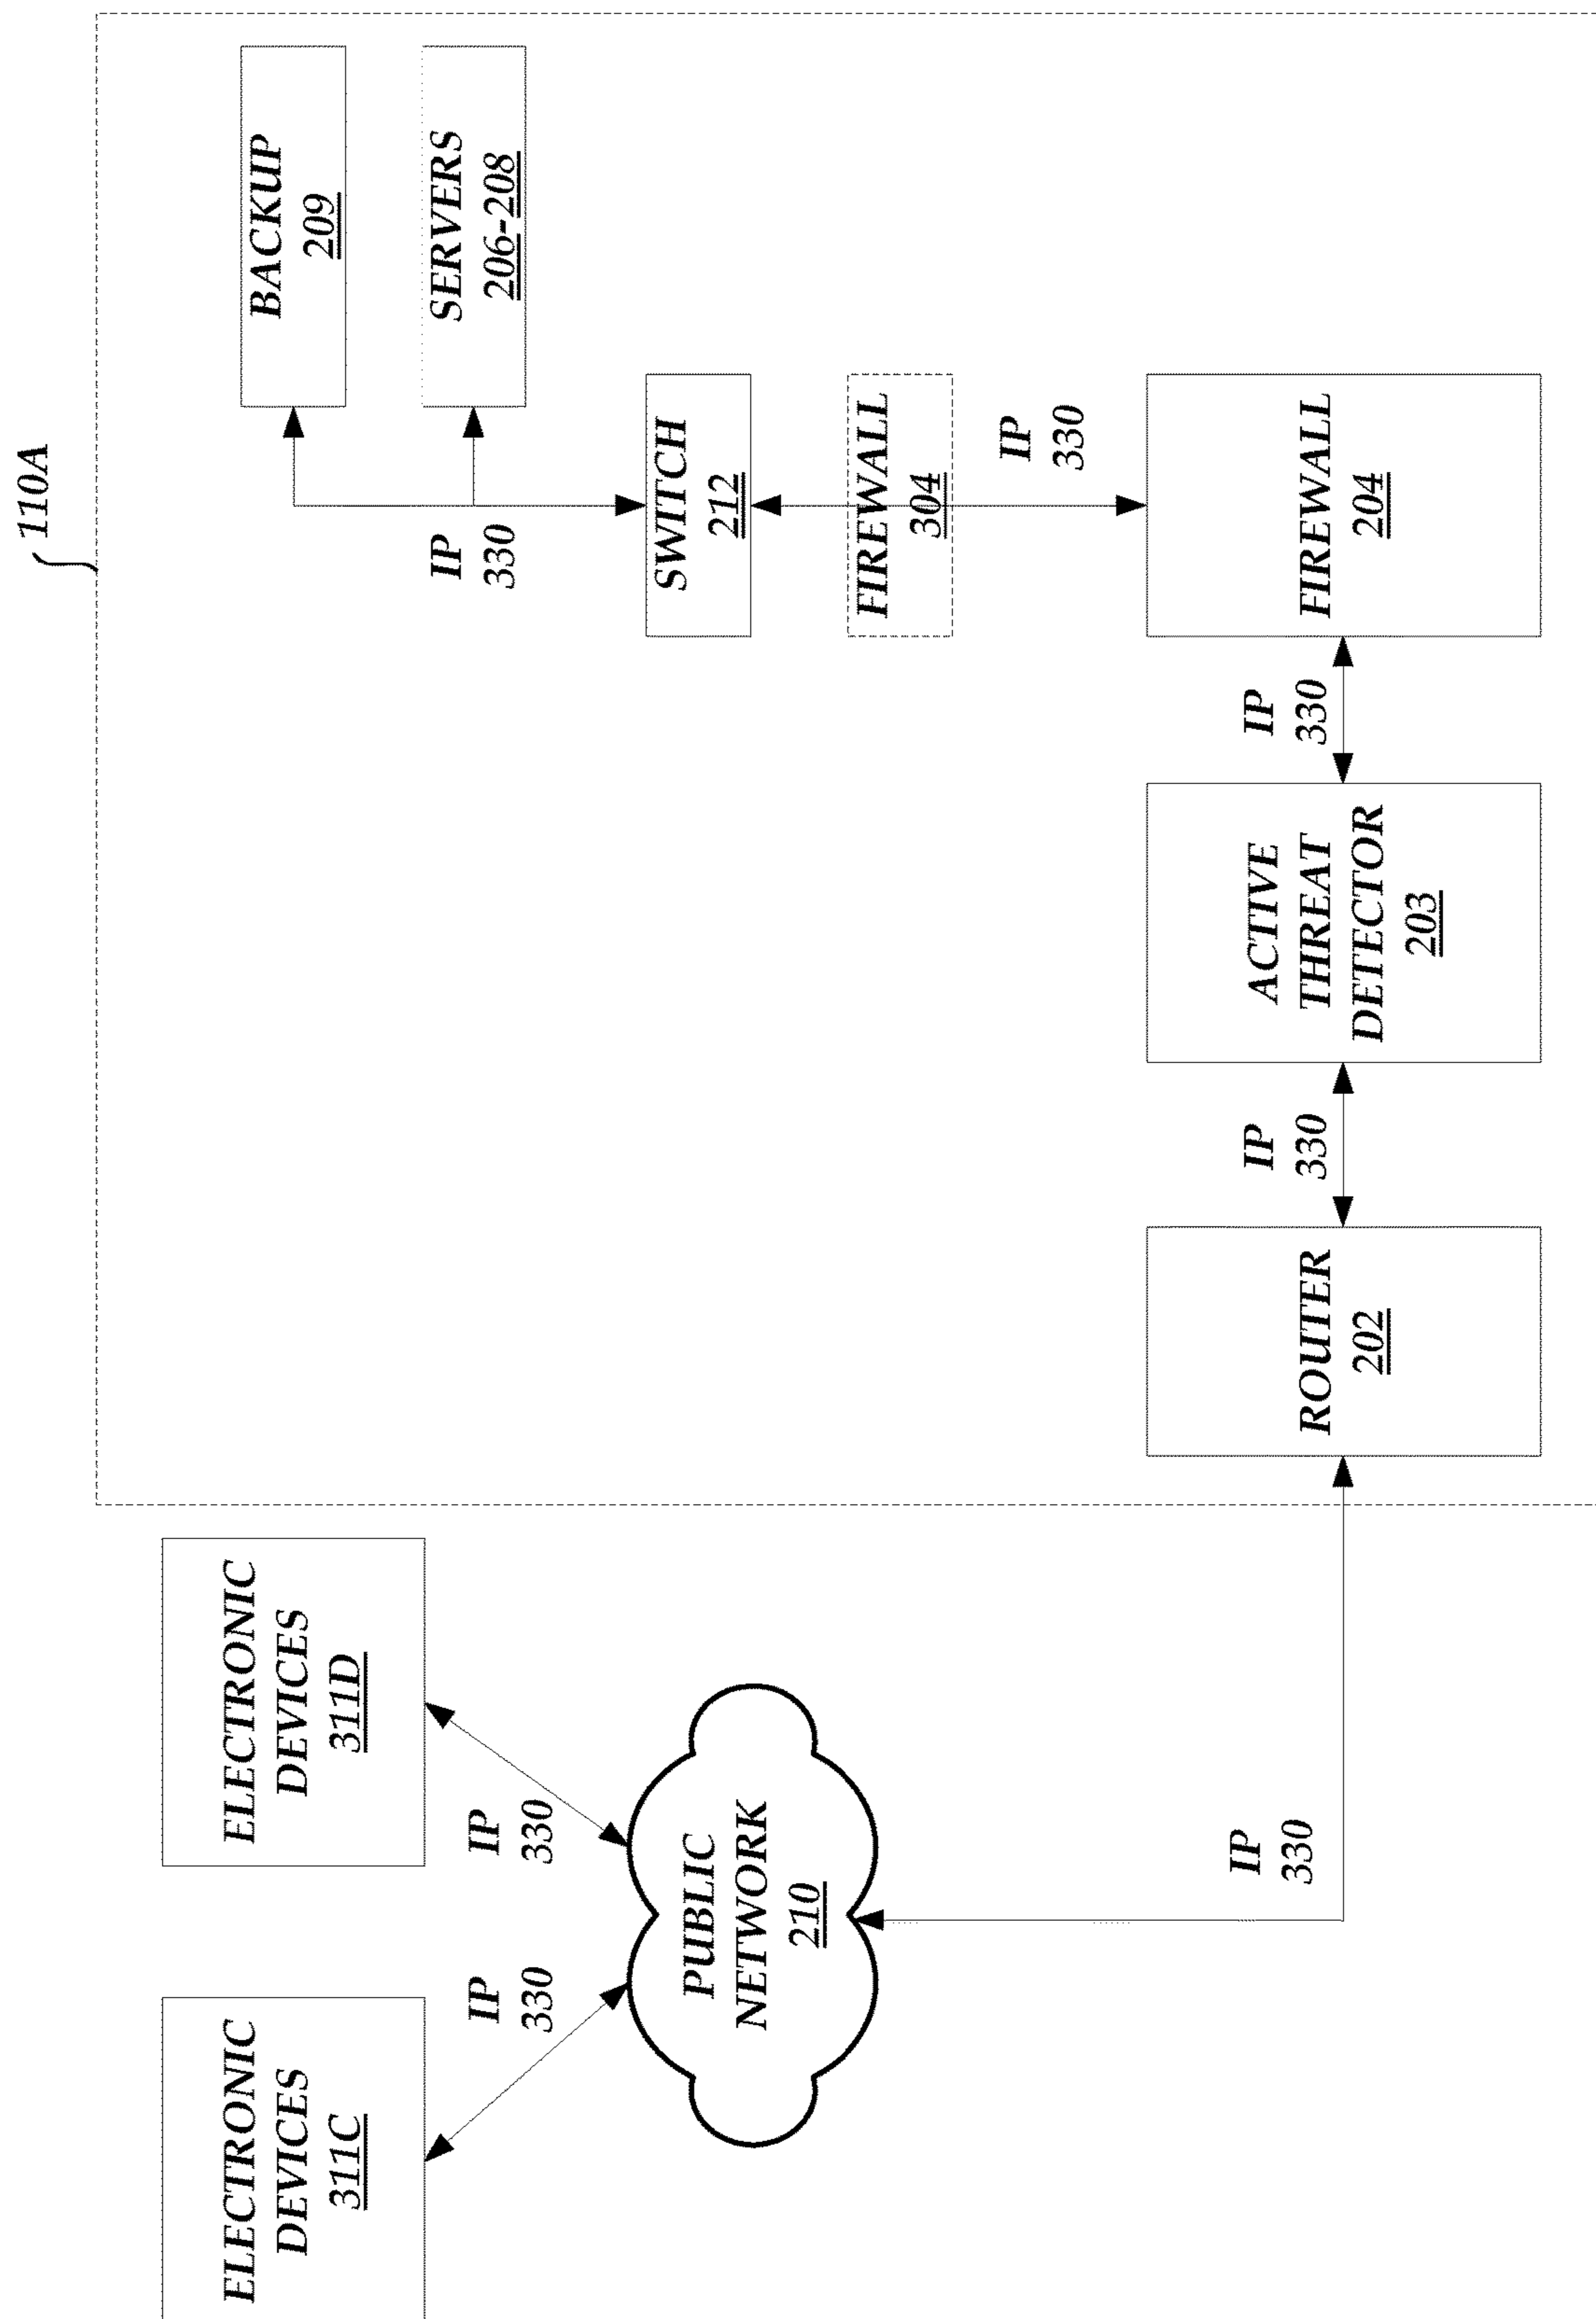 110A
ELECTRONIC
DEVICES
311C
ELECTRONIC
DEVICES
311D
BACKUP
209
SERVERS
206-208
IP
330
IP
330
IP
330
PUBLIC
NETWORK
210
SWITCH
212
FIREWALL
304
IP
330
IP
330
ROUTER
202
IP
330
ACTIVE
THREAT
DETECTOR
203
IP
330
FIREWALL
204